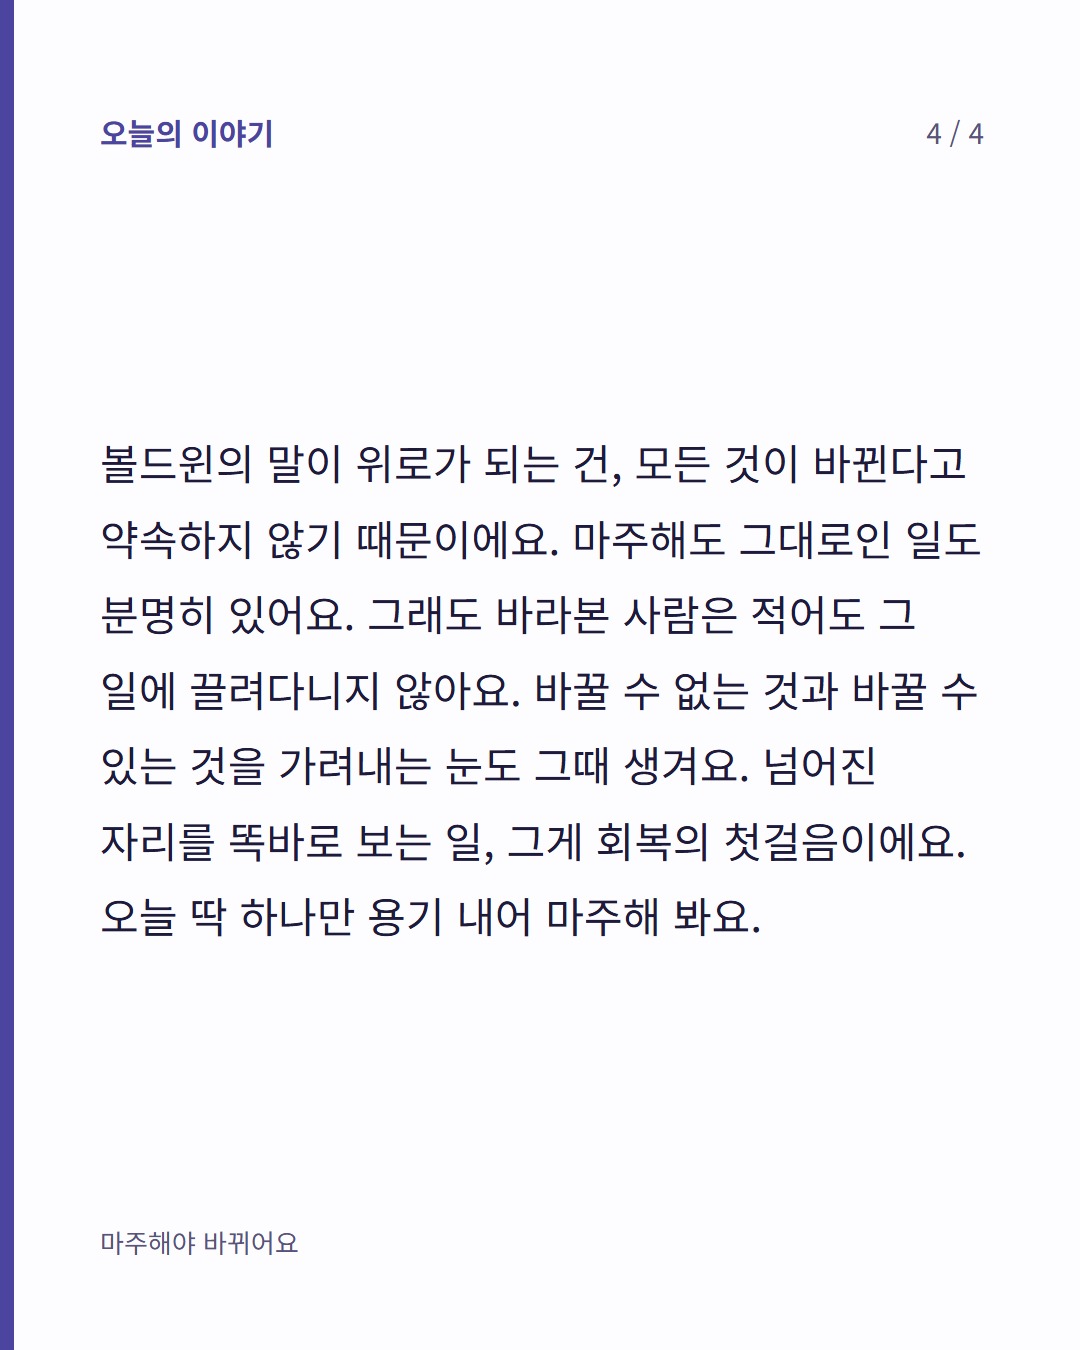 오늘의 이야기
4 / 4
볼드윈의 말이 위로가 되는 건, 모든 것이 바뀐다고
약속하지 않기 때문이에요. 마주해도 그대로인 일도
분명히 있어요. 그래도 바라본 사람은 적어도 그
일에 끌려다니지 않아요. 바꿀 수 없는 것과 바꿀 수
있는 것을 가려내는 눈도 그때 생겨요. 넘어진
자리를 똑바로 보는 일, 그게 회복의 첫걸음이에요.
오늘 딱 하나만 용기 내어 마주해 봐요.
마주해야 바뀌어요